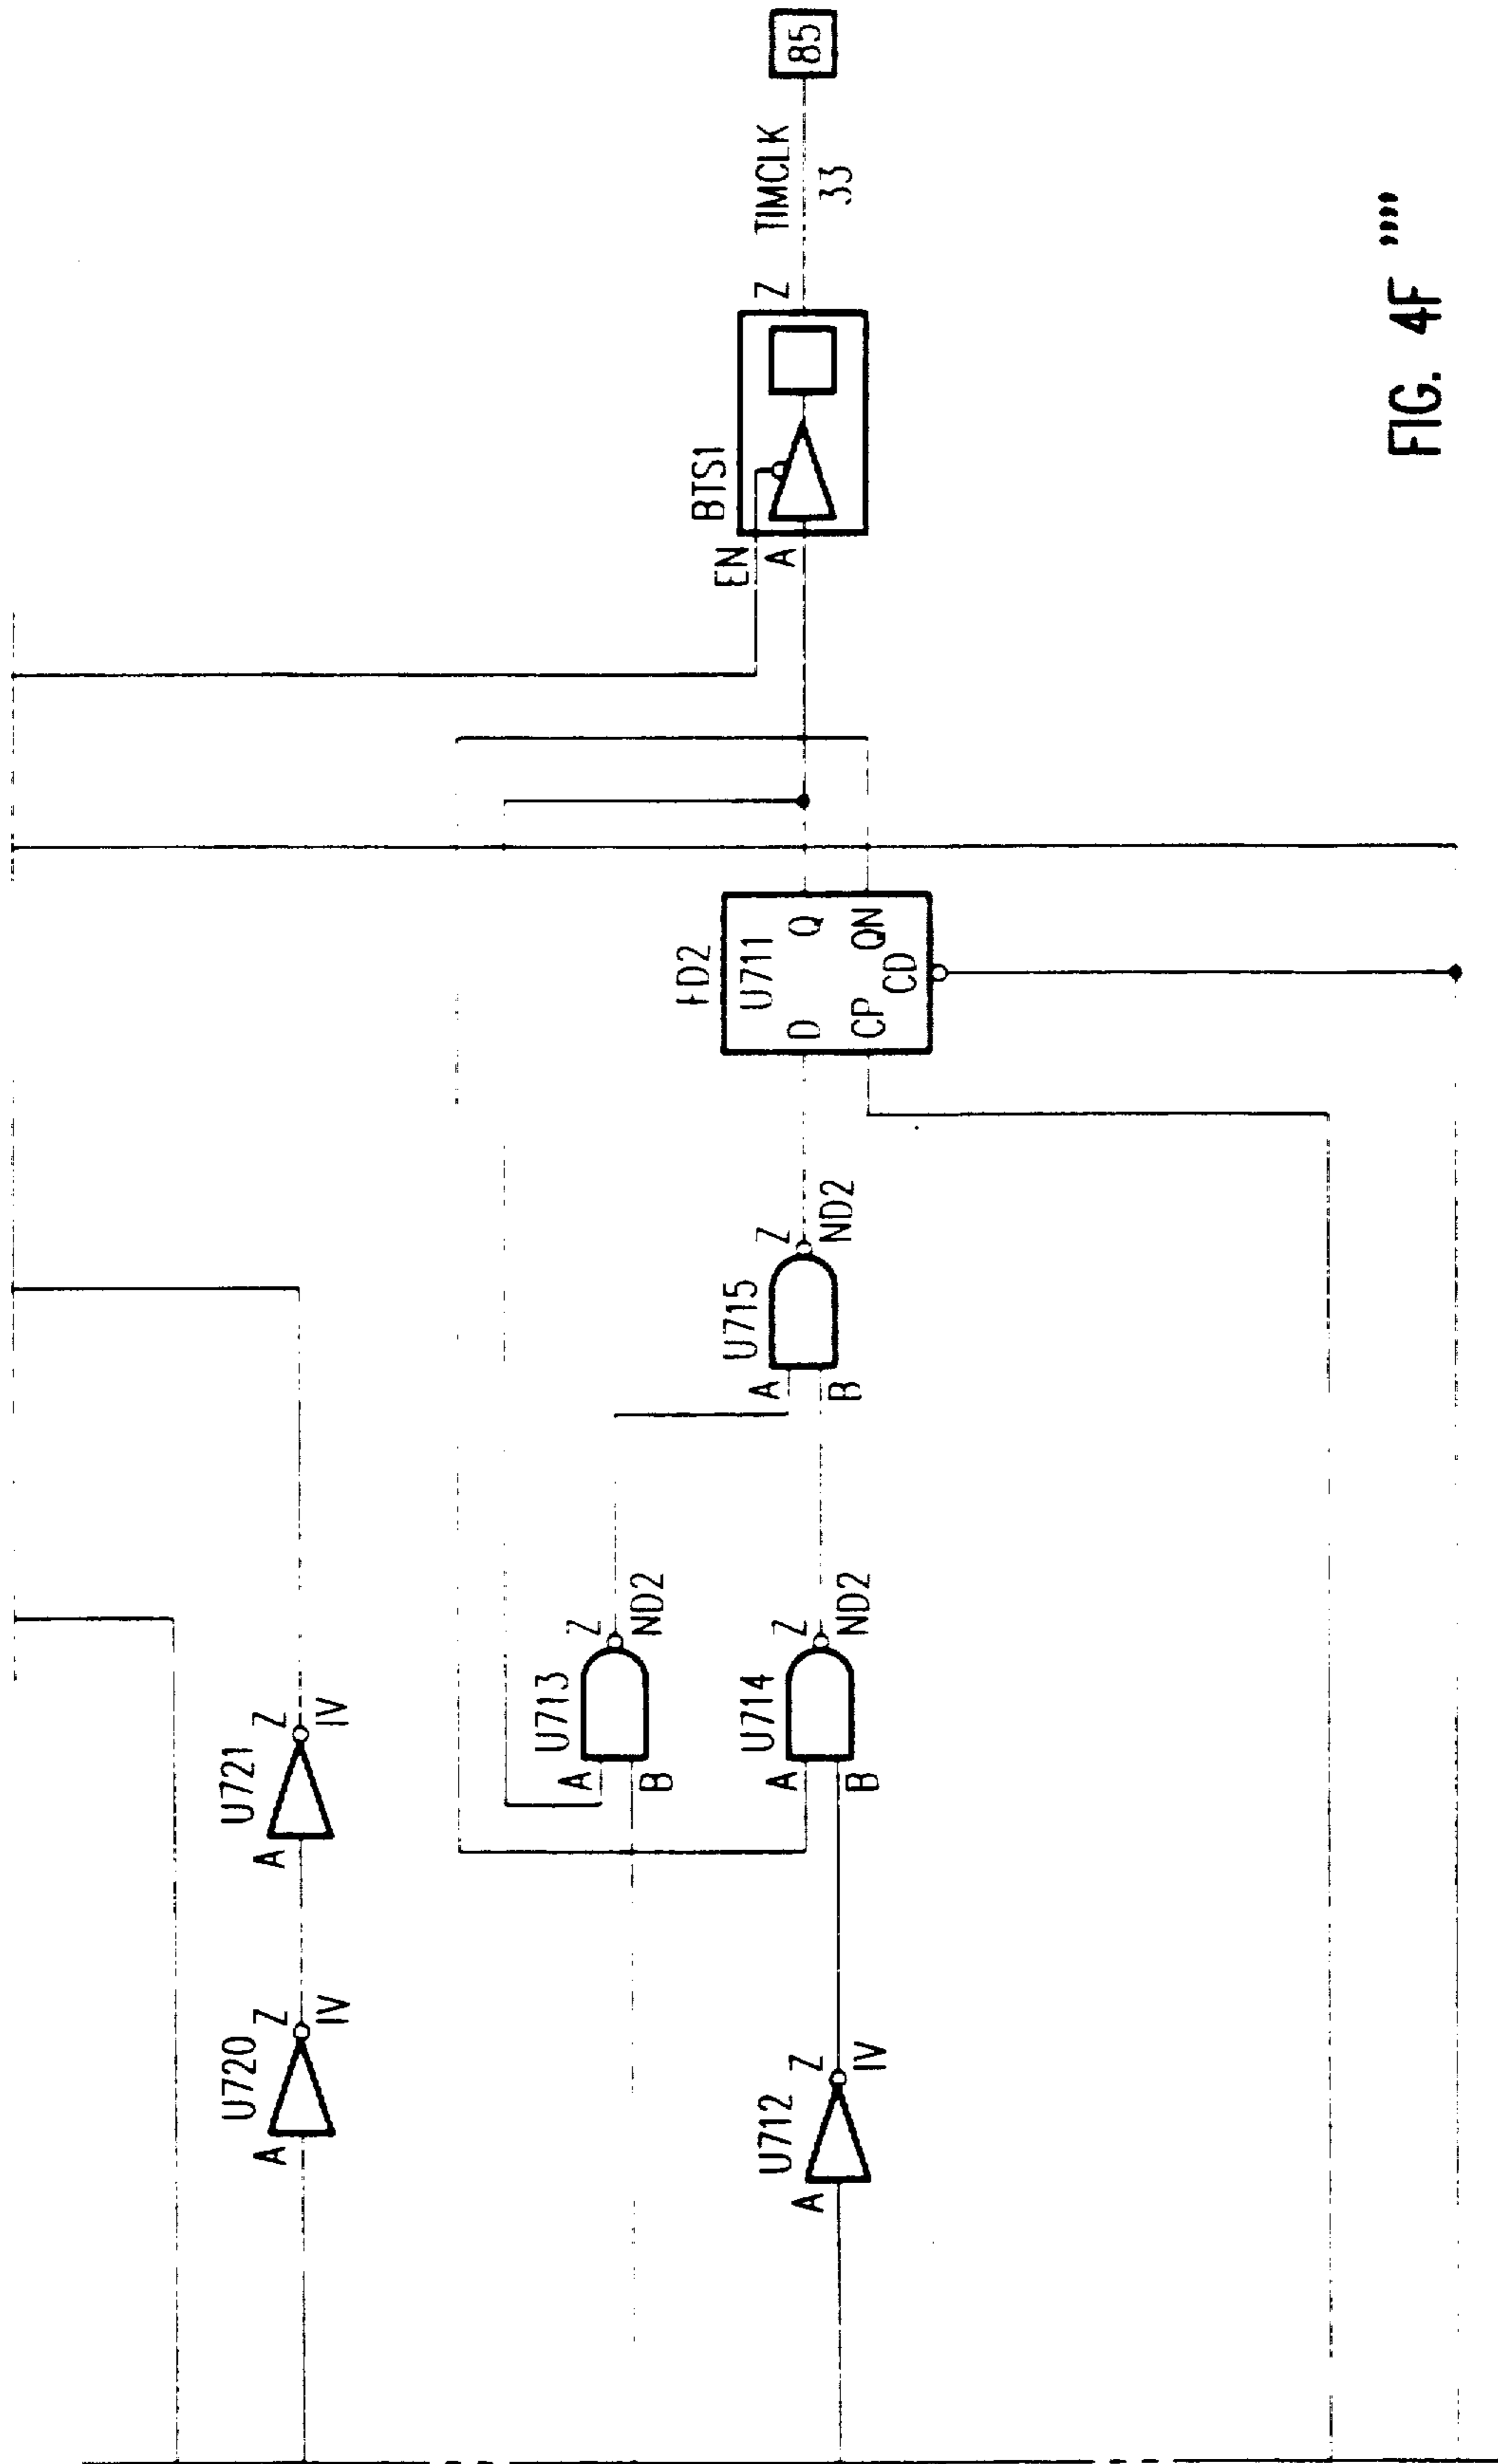 U720
A
Z
IV
U721
A
Z
IV
U713
A
B
Z
ND2
U712
A
Z
IV
U714
A
B
Z
ND2
U715
A
B
Z
ND2
FD2
U711
D
Q
CP
QN
CD
BTS1
EN
A
Z
TIMCLK
33
85
FIG. 4F ''''